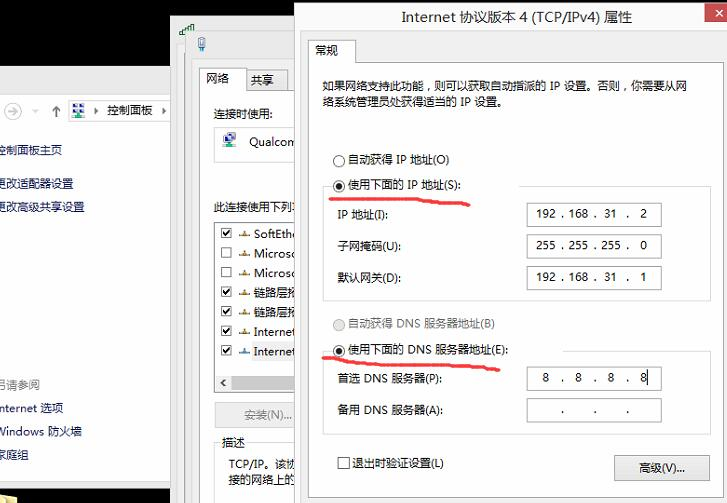 Internet 协议版本 4 (TCP/IPv4) 属性
常规
如果网络支持此功能，则可以获取自动指派的 IP 设置。否则，你需要从网
络系统管理员处获得适当的 IP 设置。
自动获得 IP 地址(O)
使用下面的 IP 地址(S):
IP 地址(I): 192 . 168 . 31 . 2
子网掩码(U): 255 . 255 . 255 . 0
默认网关(D): 192 . 168 . 31 . 1
自动获得 DNS 服务器地址(B)
使用下面的 DNS 服务器地址(E):
首选 DNS 服务器(P): 8 . 8 . 8 . 8
备用 DNS 服务器(A): . . .
退出时验证设置(L)
高级(V)...
网络 共享
连接时使用:
Qualcom
此连接使用下列项
SoftEthe
Microso
Microso
链路层拓
链路层拓
Internet
Internet
安装(N)...
描述
TCP/IP。该协
接的网络上的
控制面板
控制面板主页
更改适配器设置
更改高级共享设置
另请参阅
Internet 选项
Windows 防火墙
家庭组